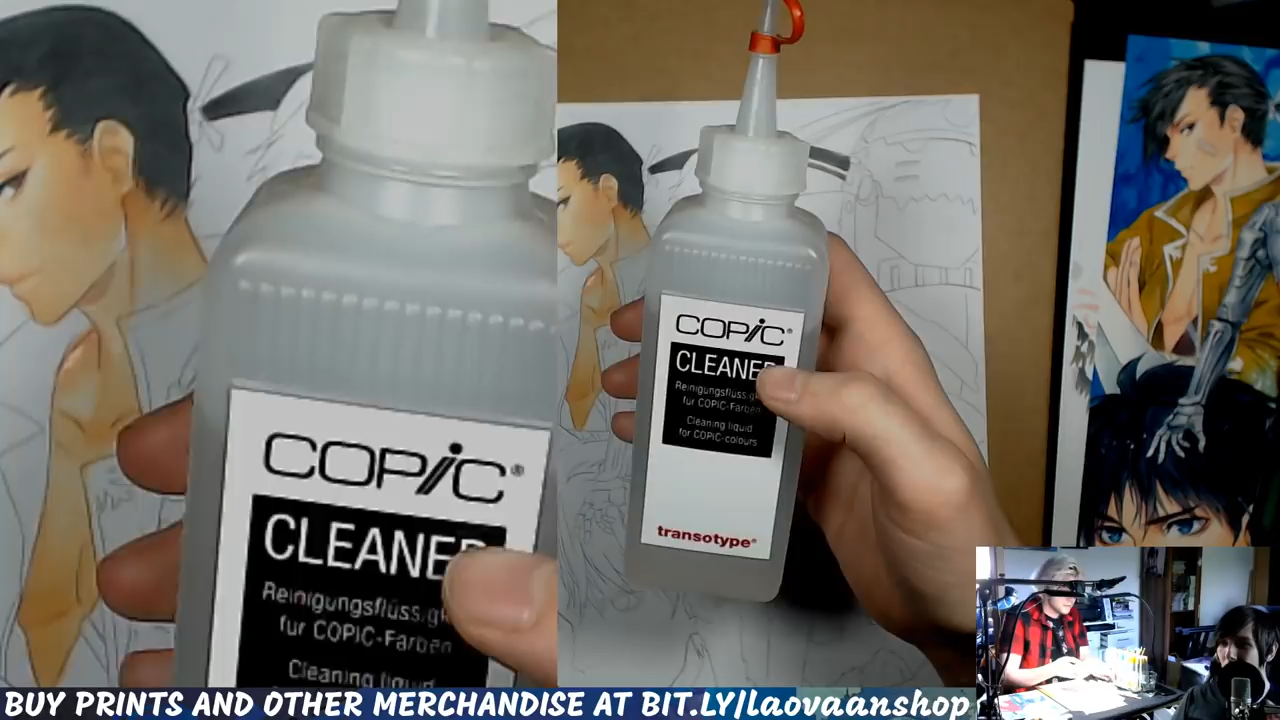 COPiC®
CLEANE
Reinigungsflüssig
für COPIC-Farben
Cleaning liquid
COPiC®
CLEANER
Reinigungsflüssig
für COPIC-Farben
Cleaning liquid
for COPIC-colours
transotype®
BUY PRINTS AND OTHER MERCHANDISE AT BIT.LY/laovaanshop